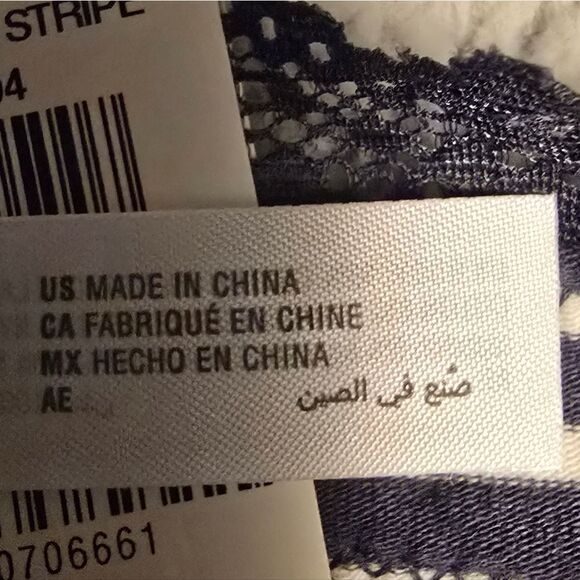 STRIPE
04
US MADE IN CHINA
CA FABRIQUÉ EN CHINE
MX HECHO EN CHINA
AE صُنع في الصين
0706661